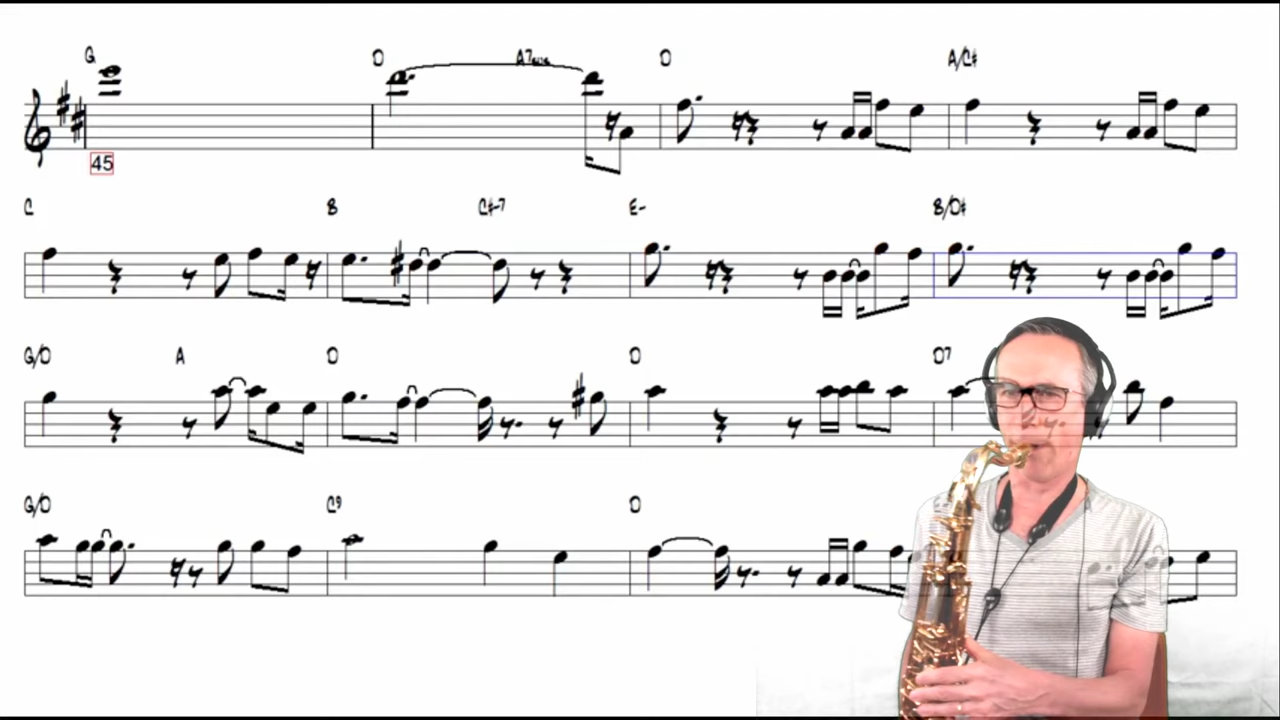 G D A7sus D A/C#
45
C B C#-7 E- B/D#
G/D A D D D7
G/D C9 D